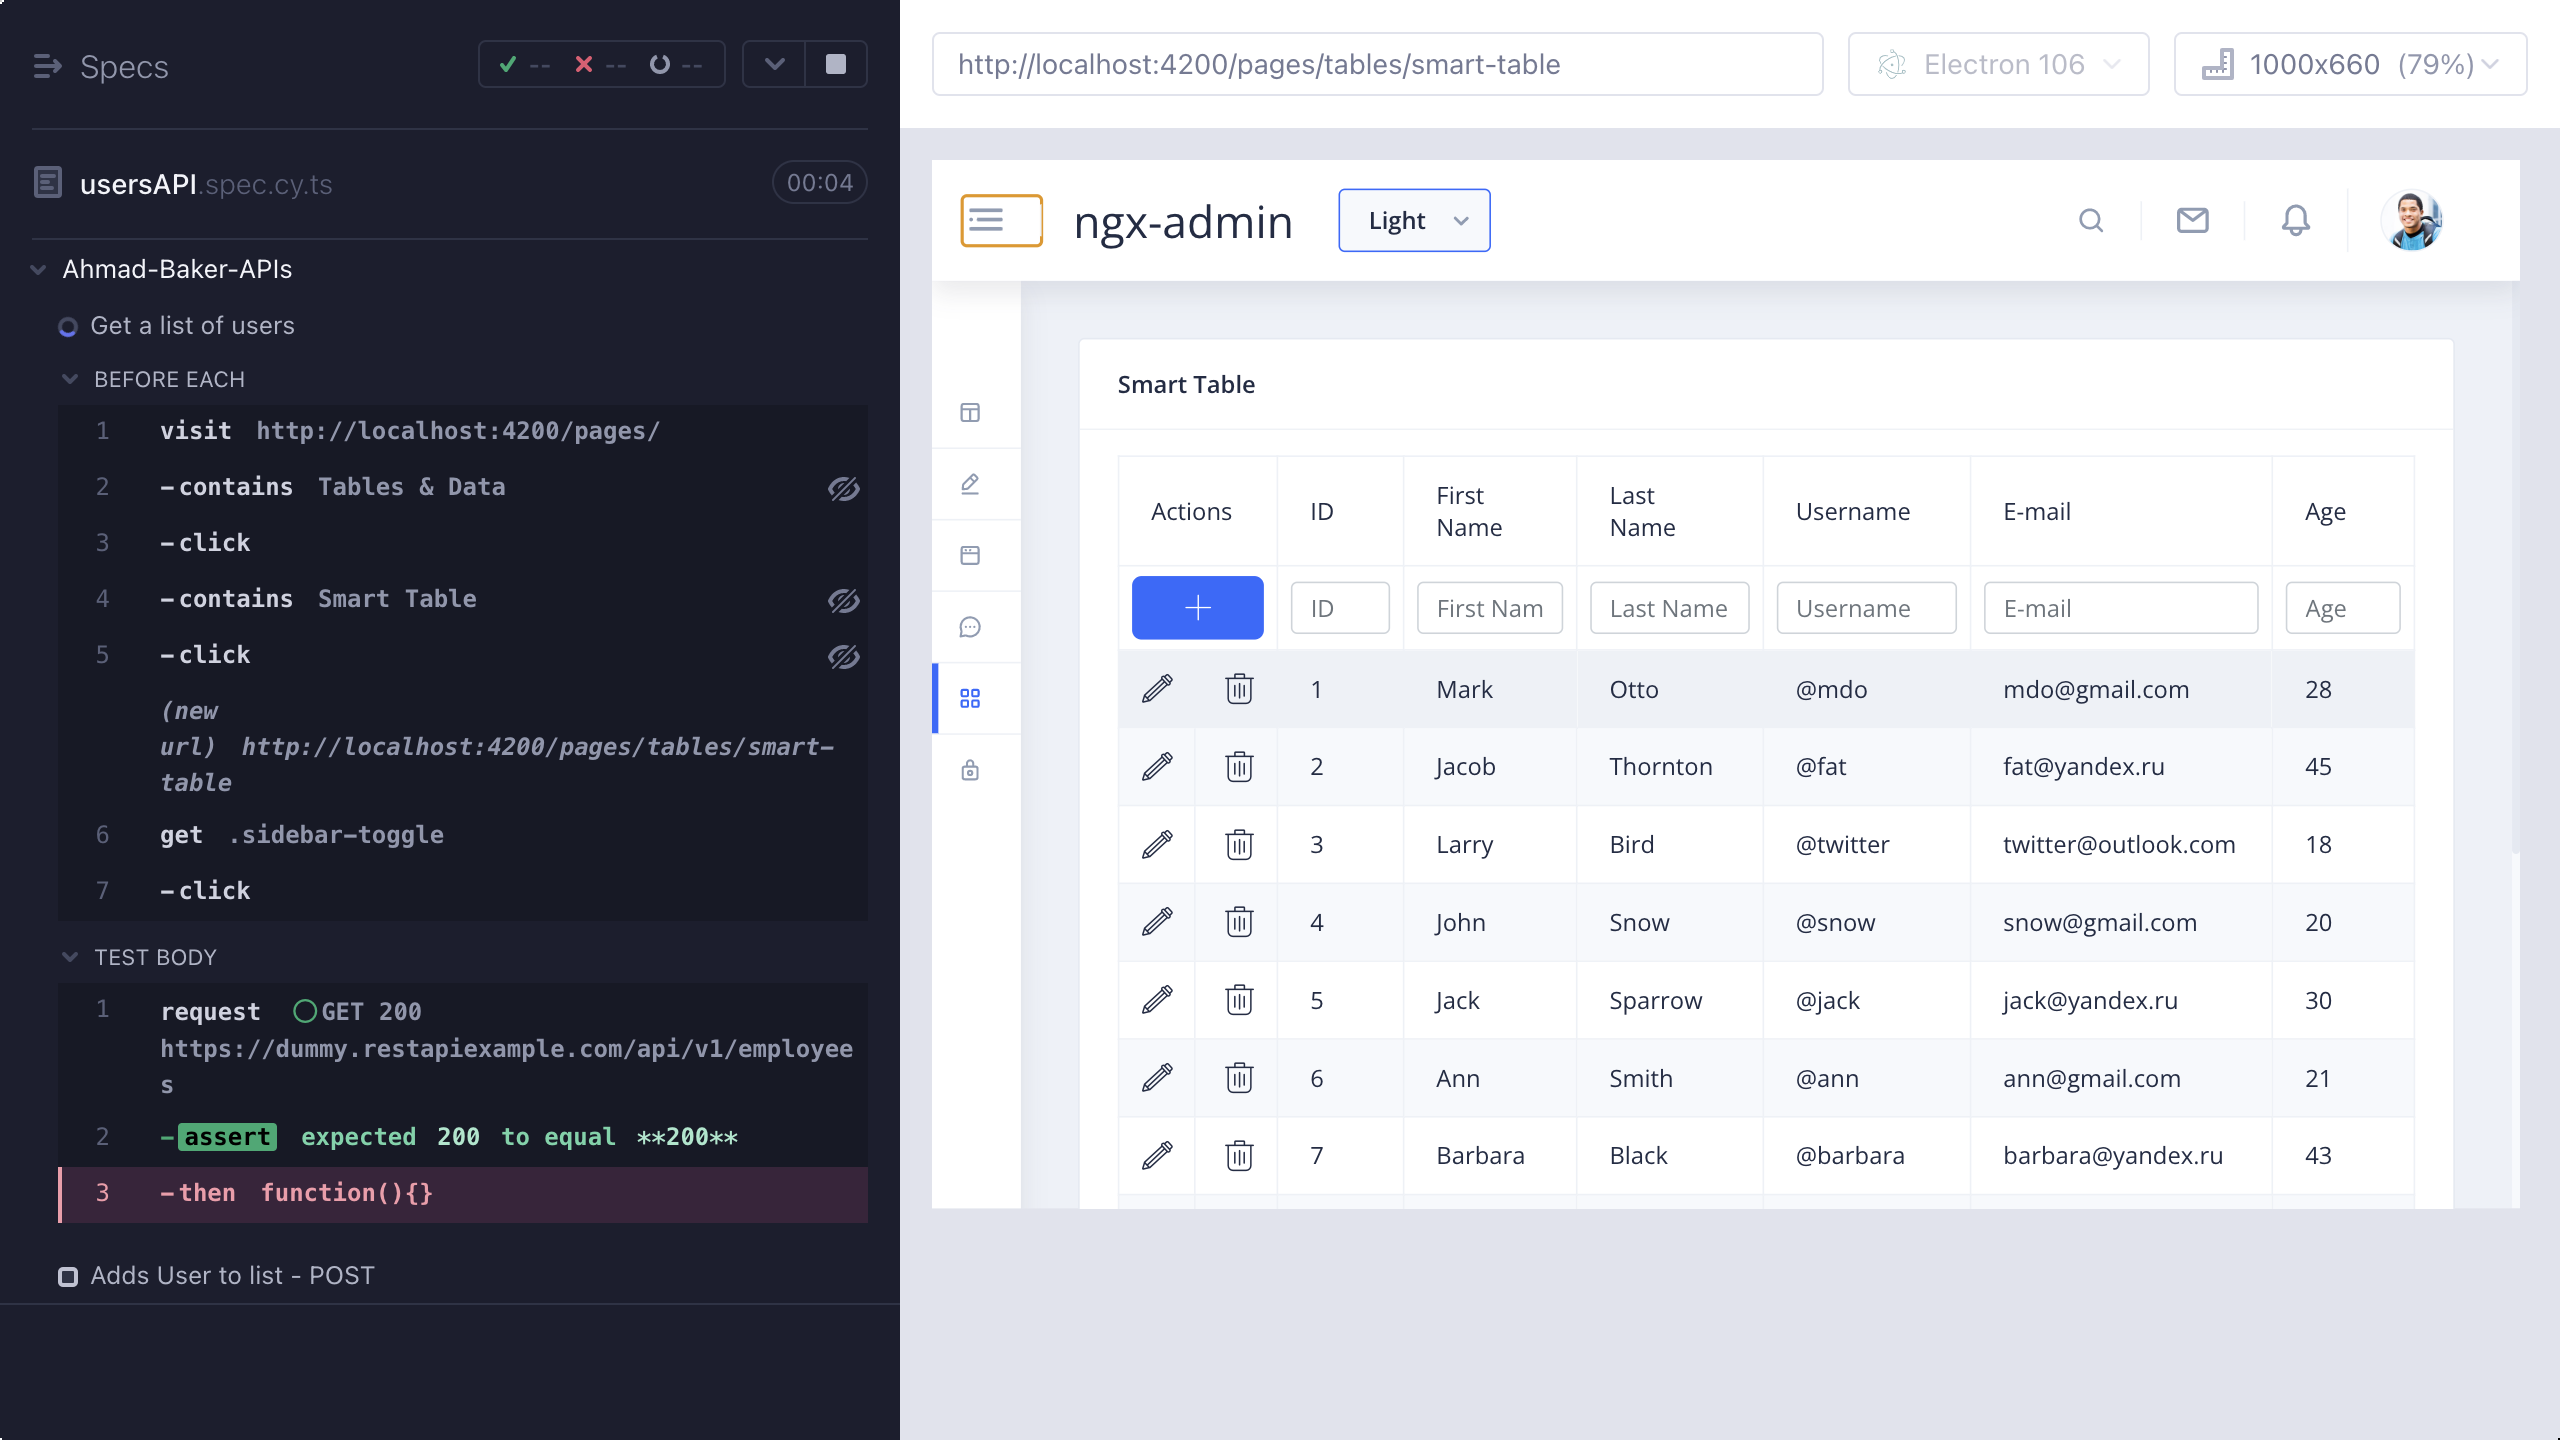 Specs
-- -- --
usersAPI.spec.cy.ts 00:04
Ahmad-Baker-APIs
Get a list of users
BEFORE EACH
1 visit http://localhost:4200/pages/
2 -contains Tables & Data
3 -click
4 -contains Smart Table
5 -click
(new
url) http://localhost:4200/pages/tables/smart-
table
6 get .sidebar-toggle
7 -click
TEST BODY
1 request GET 200
https://dummy.restapiexample.com/api/v1/employee
s
2 -assert expected 200 to equal **200**
3 -then function(){}
Adds User to list - POST
http://localhost:4200/pages/tables/smart-table
Electron 106
1000x660 (79%)
ngx-admin
Light
Smart Table
Actions ID First Name Last Name Username E-mail Age
ID First Nam Last Name Username E-mail Age
1 Mark Otto @mdo mdo@gmail.com 28
2 Jacob Thornton @fat fat@yandex.ru 45
3 Larry Bird @twitter twitter@outlook.com 18
4 John Snow @snow snow@gmail.com 20
5 Jack Sparrow @jack jack@yandex.ru 30
6 Ann Smith @ann ann@gmail.com 21
7 Barbara Black @barbara barbara@yandex.ru 43